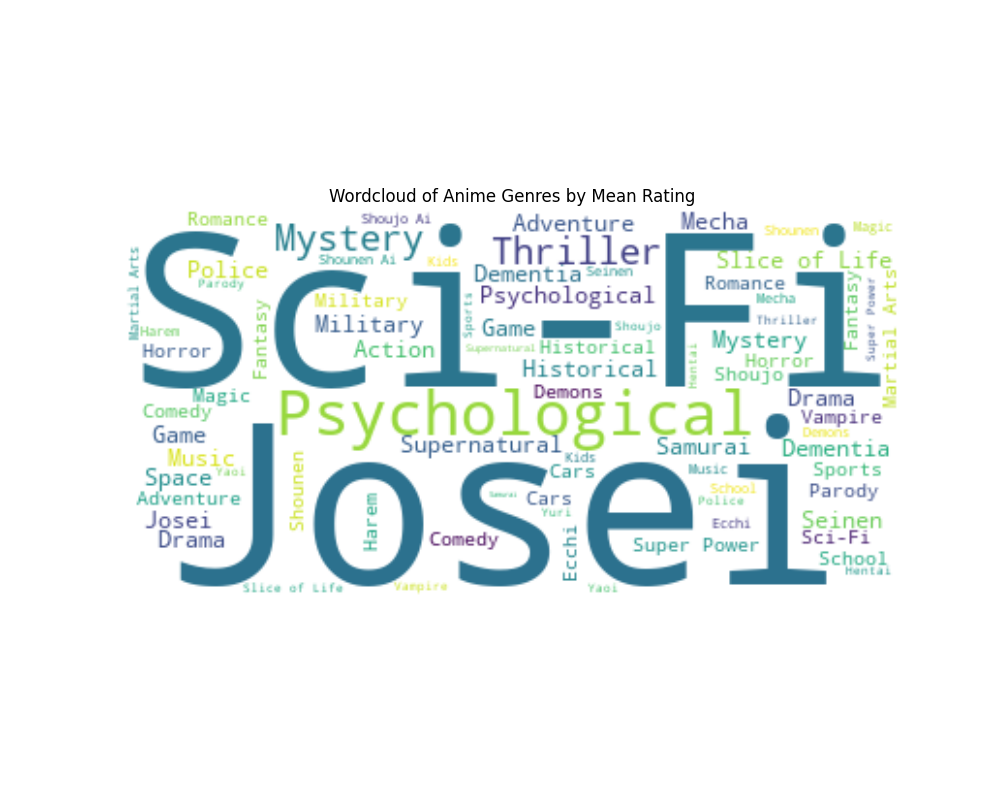 Wordcloud of Anime Genres by Mean Rating
Romance
Shoujo Ai
Adventure
Mecha
Magic
Shounen
Mystery
Thriller
Sci-Fi
Martial Arts
Police
Parody
Shounen Ai
Kids
Dementia
Seinen
Slice of Life
Romance
Fantasy
Super Power
Martial Arts
Military
Psychological
Mecha
Harem
Fantasy
Military
Sports
Game
Shoujo
Thriller
Horror
Action
Supernatural
Historical
Hentai
Mystery
Horror
Historical
Shoujo
Magic
Demons
Drama
Comedy
Psychological
Vampire
Game
Supernatural
Samurai
Demons
Dementia
Music
Yaoi
Kids
Cars
Music
Sports
Space
Shounen
Josei
Samurai
Cars
School
Parody
Adventure
Harem
Yuri
Police
Josei
Ecchi
Seinen
Drama
Comedy
Ecchi
Super Power
Sci-Fi
School
Hentai
Slice of Life
Vampire
Yaoi